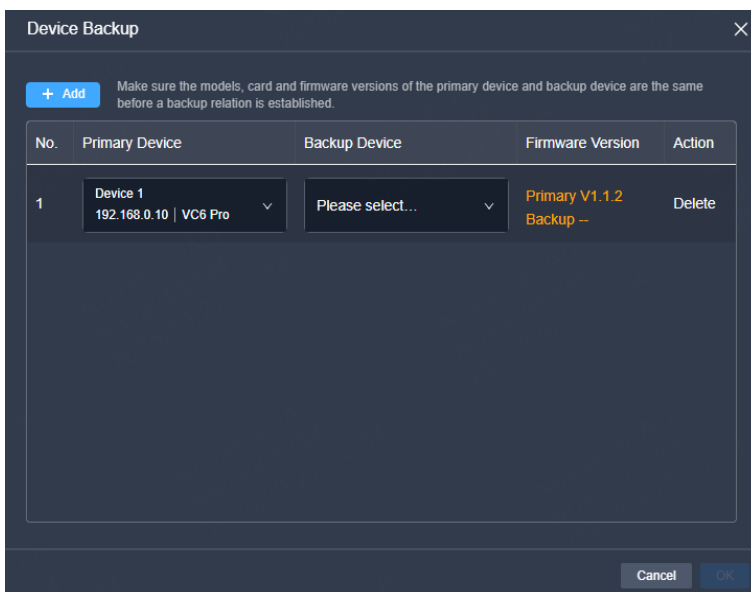 Device Backup
+ Add
Make sure the models, card and firmware versions of the primary device and backup device are the same
before a backup relation is established.
No. Primary Device Backup Device Firmware Version Action
1 Device 1
192.168.0.10 | VC6 Pro
Please select...
Primary V1.1.2
Backup --
Delete
Cancel OK